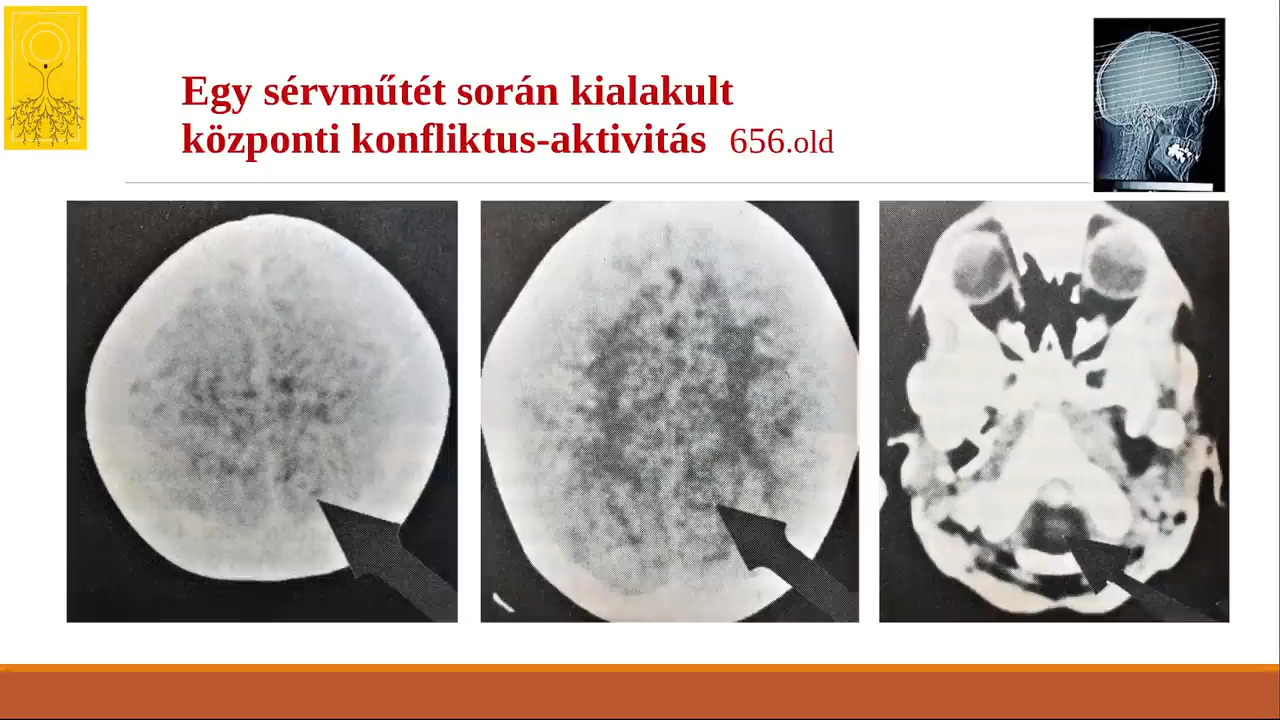 Egy sérvműtét során kialakult
központi konfliktus-aktivitás 656.old